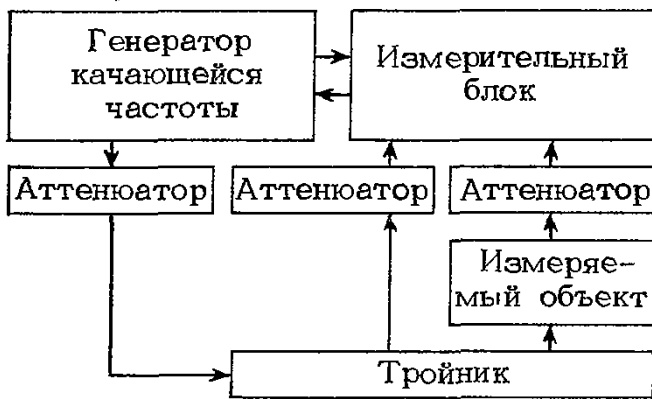 Генератор
качающейся
частоты
Измерительный
блок
Аттенюатор
Аттенюатор
Аттенюатор
Измеряе-
мый объект
Тройник